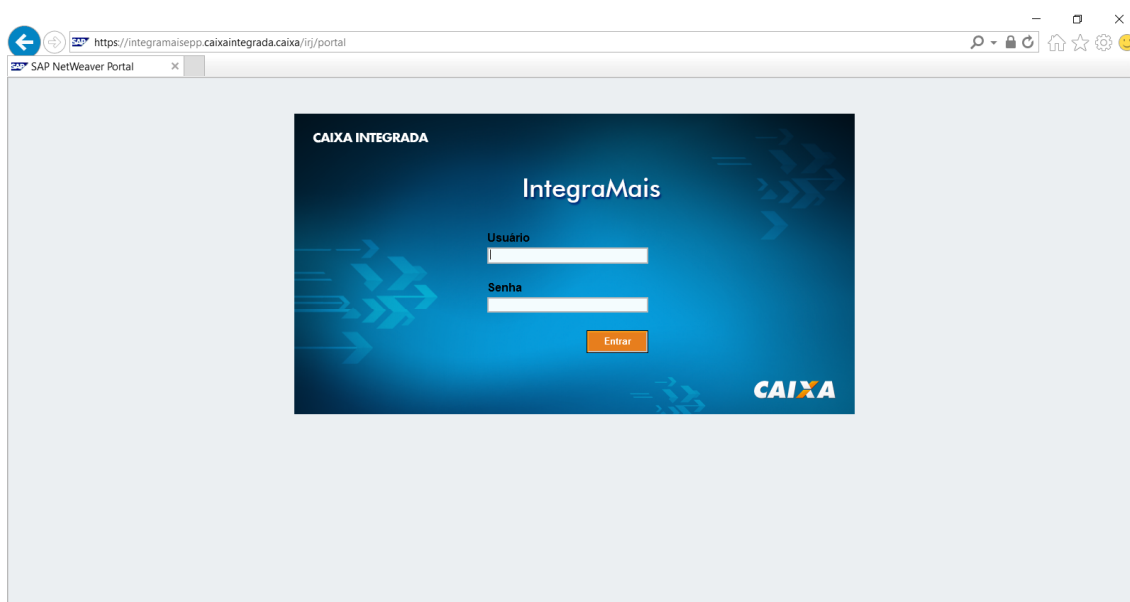 https://integramaisepp.caixaintegrada.caixa/irj/portal
SAP NetWeaver Portal
CAIXA INTEGRADA
IntegraMais
Usuário
Senha
Entrar
CAIXA